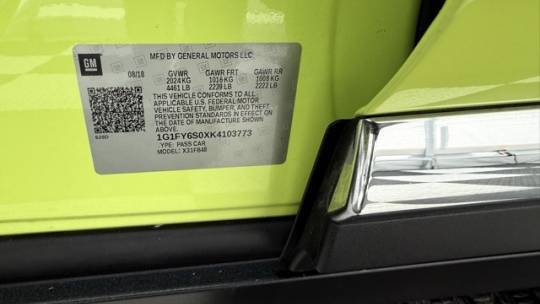 GM
MFD BY GENERAL MOTORS LLC
08/18
GVWR GAWR FRT GAWR RR
2024 KG 1016 KG 1008 KG
4461 LB 2239 LB 2222 LB
THIS VEHICLE CONFORMS TO ALL
APPLICABLE U.S. FEDERAL MOTOR
VEHICLE SAFETY, BUMPER, AND THEFT
PREVENTION STANDARDS IN EFFECT ON
THE DATE OF MANUFACTURE SHOWN
ABOVE.
1G1FY6S0XK4103773
TYPE: PASS CAR
MODEL: